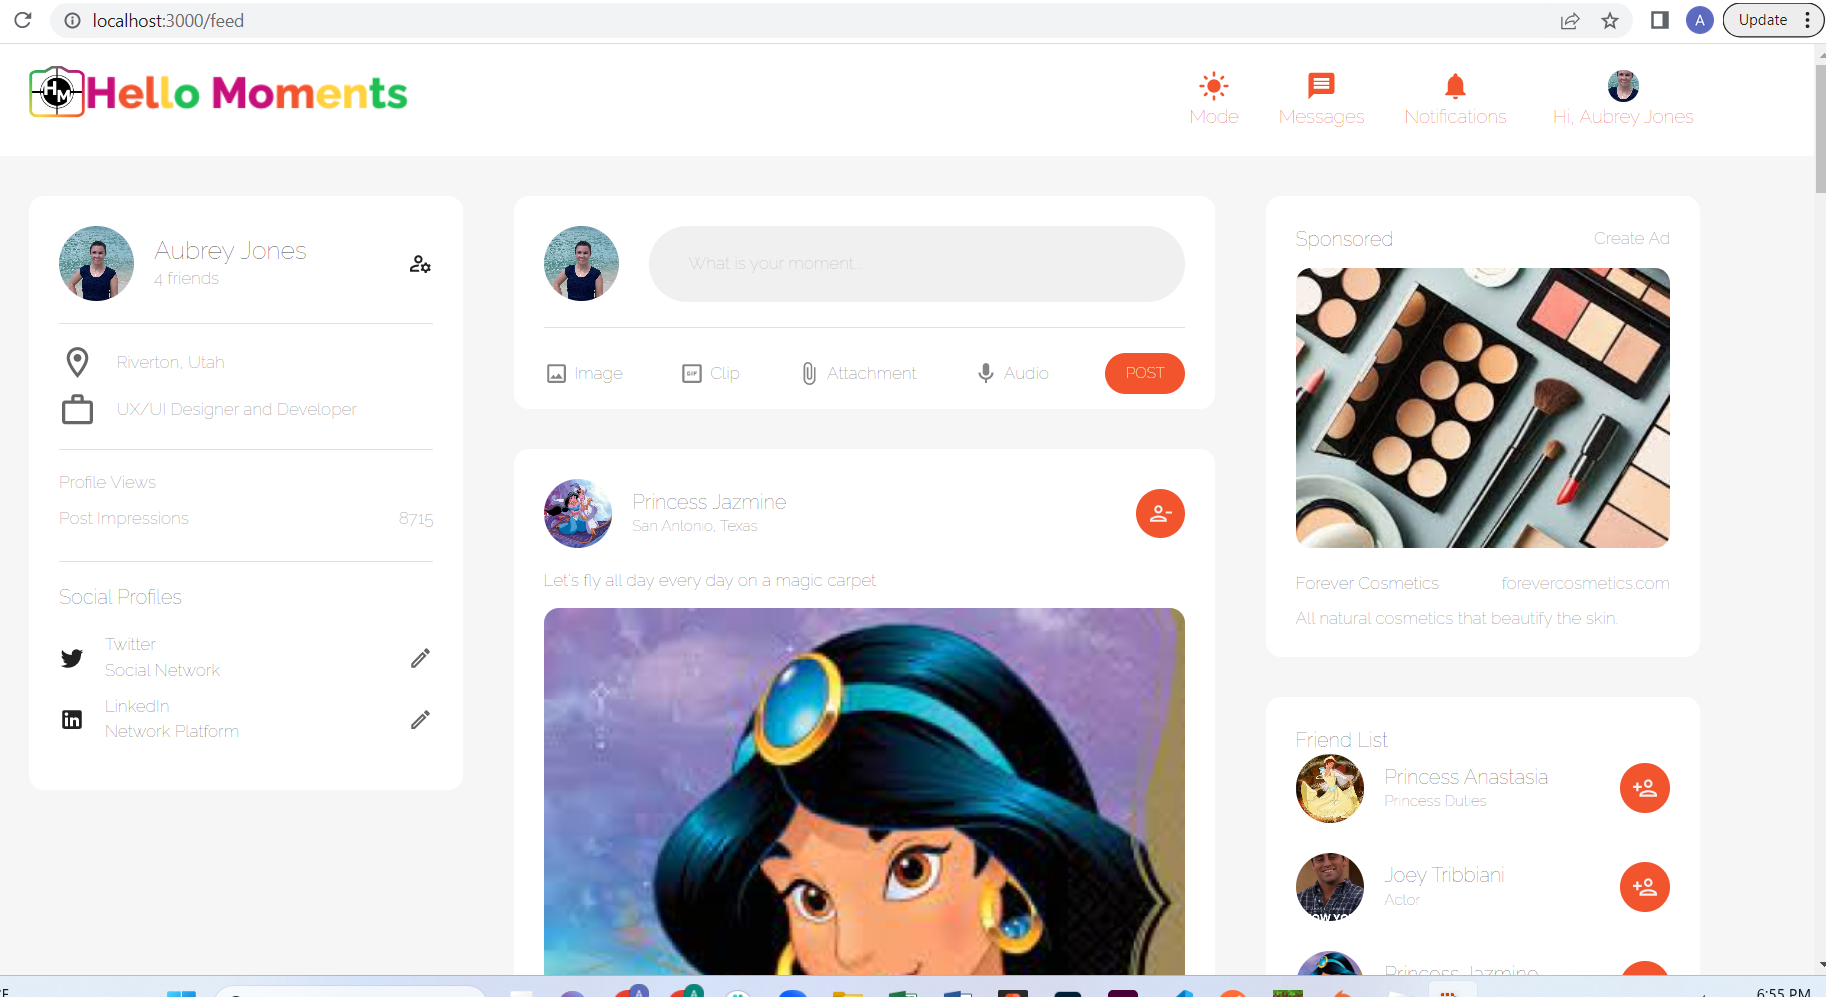 localhost:3000/feed
A
Update
HM
Hello Moments
Mode
Messages
Notifications
Hi, Aubrey Jones
Aubrey Jones
4 friends
Riverton, Utah
UX/UI Designer and Developer
Profile Views
Post Impressions 8715
Social Profiles
Twitter
Social Network
LinkedIn
Network Platform
What is your moment...
Image
GIF
Clip
Attachment
Audio
POST
Princess Jazmine
San Antonio, Texas
Let's fly all day every day on a magic carpet
Sponsored
Create Ad
Forever Cosmetics
forevercosmetics.com
All natural cosmetics that beautify the skin.
Friend List
Princess Anastasia
Princess Duties
Joey Tribbiani
Actor
Princess Jazmine
6:55 PM